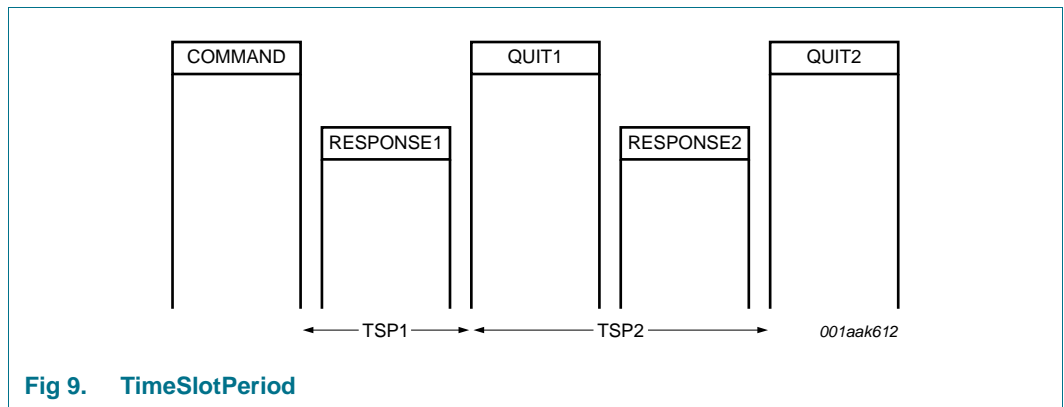 COMMAND QUIT1 QUIT2
RESPONSE1 RESPONSE2
TSP1 TSP2 001aak612
Fig 9. TimeSlotPeriod